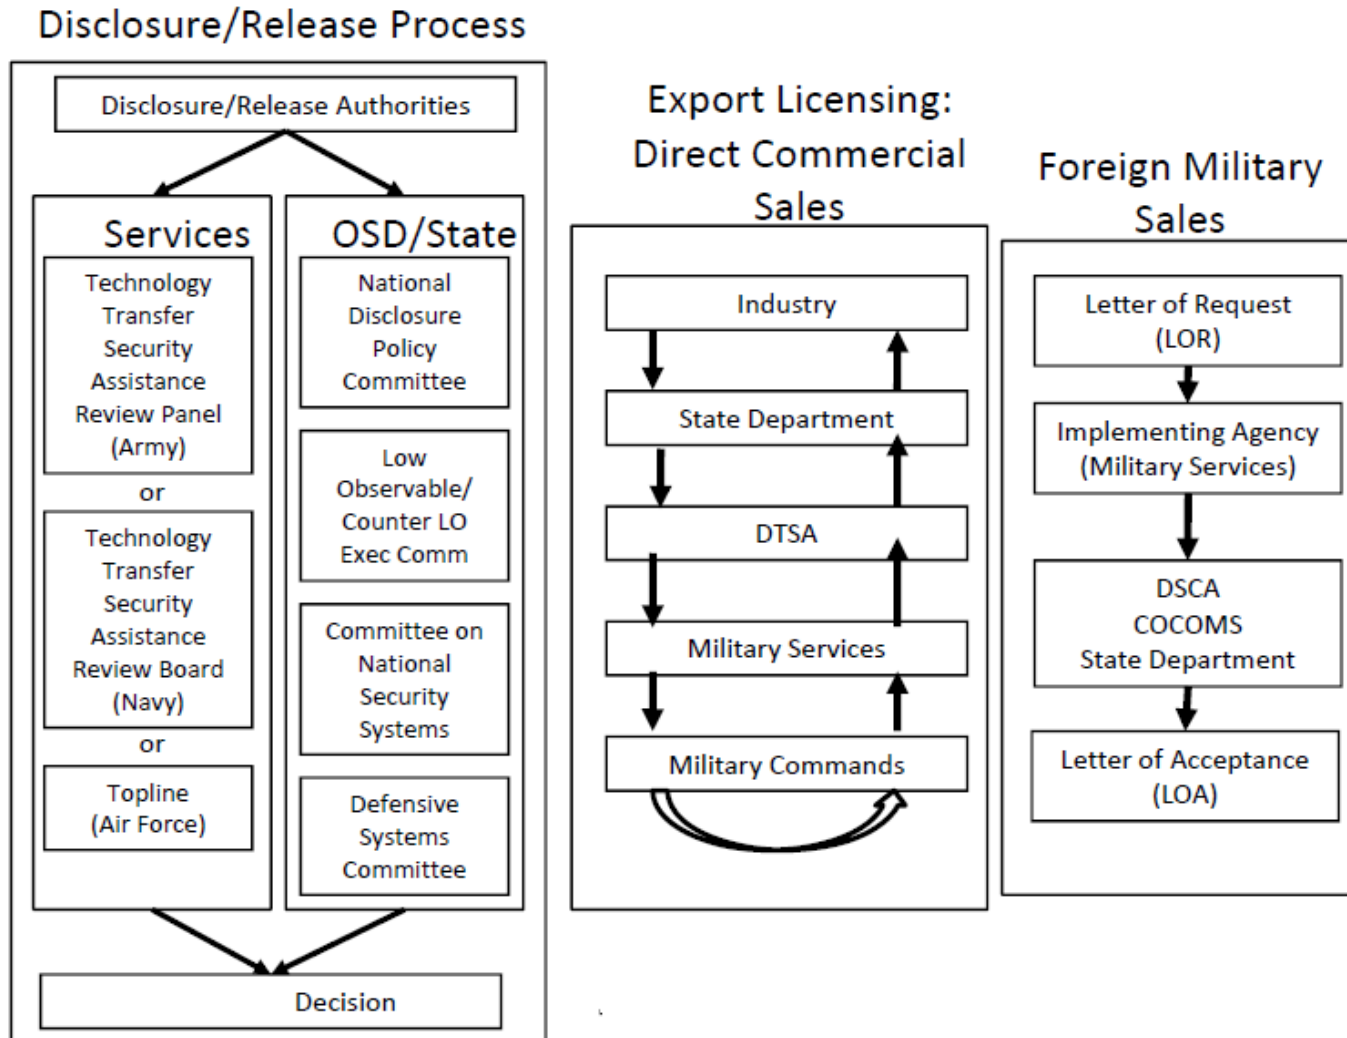 Disclosure/Release Process
Disclosure/Release Authorities
Services
Technology
Transfer
Security
Assistance
Review Panel
(Army)
or
Technology
Transfer
Security
Assistance
Review Board
(Navy)
or
Topline
(Air Force)
OSD/State
National
Disclosure
Policy
Committee
Low
Observable/
Counter LO
Exec Comm
Committee on
National
Security
Systems
Defensive
Systems
Committee
Decision
Export Licensing:
Direct Commercial
Sales
Industry
State Department
DTSA
Military Services
Military Commands
Foreign Military
Sales
Letter of Request
(LOR)
Implementing Agency
(Military Services)
DSCA
COCOMS
State Department
Letter of Acceptance
(LOA)